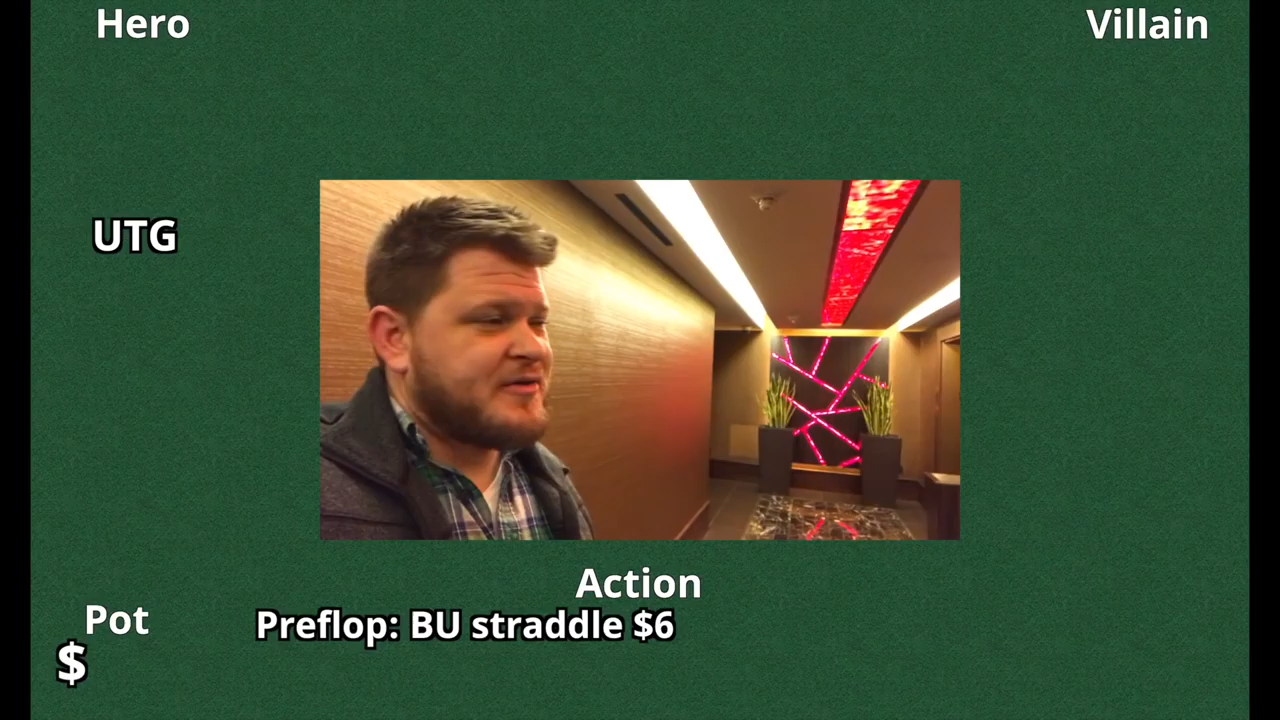 Hero
Villain
UTG
Action
Pot
Preflop: BU straddle $6
$